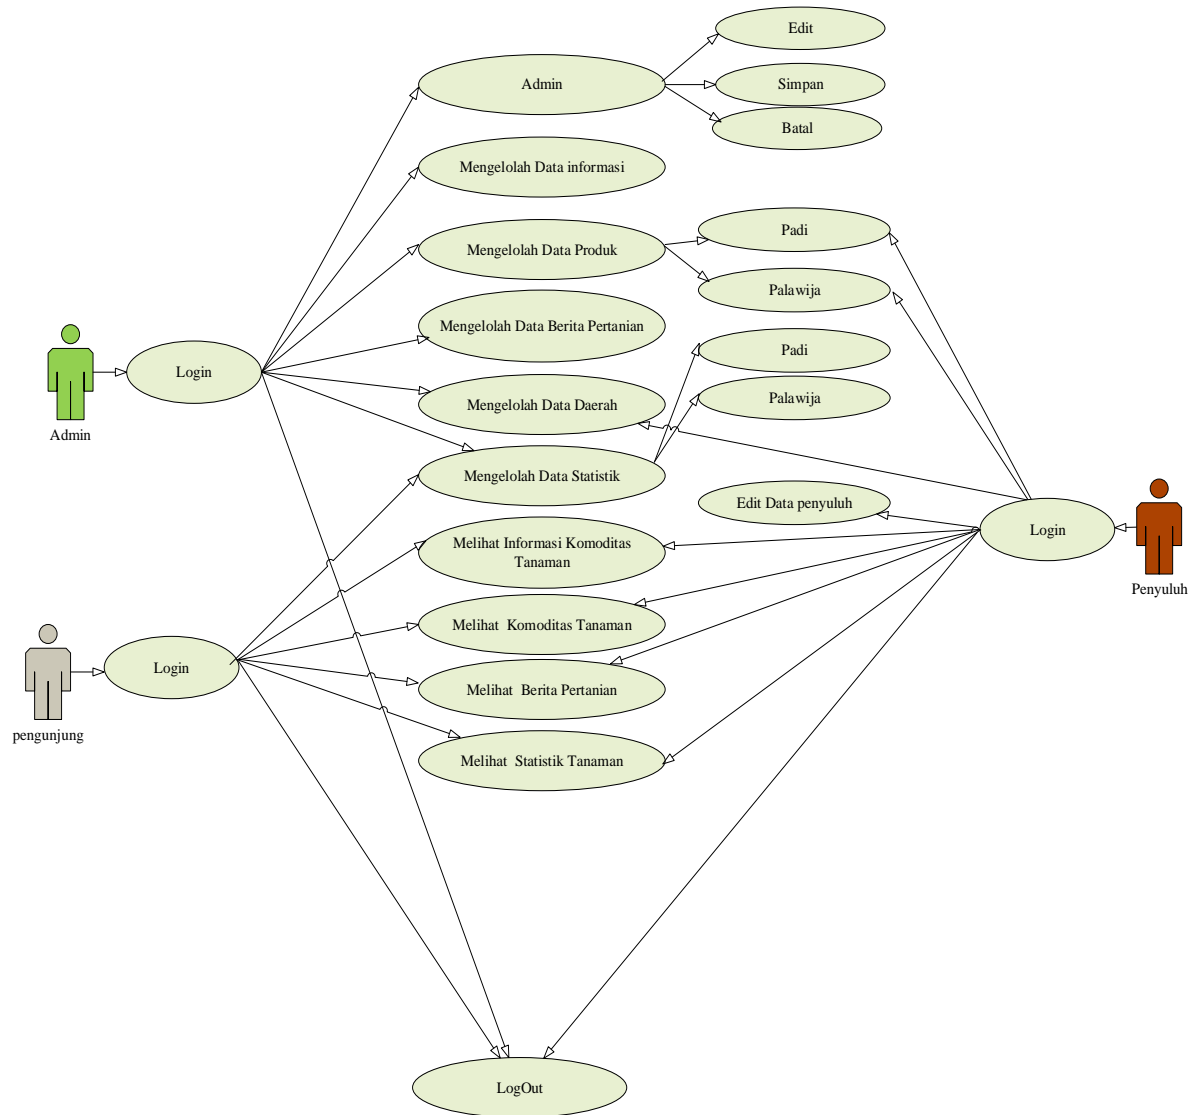 Edit
Admin
Simpan
Batal
Mengelolah Data informasi
Padi
Mengelolah Data Produk
Palawija
Mengelolah Data Berita Pertanian
Padi
Login
Admin
Mengelolah Data Daerah
Palawija
Mengelolah Data Statistik
Edit Data penyuluh
Login
Penyuluh
Melihat Informasi Komoditas
Tanaman
Melihat Komoditas Tanaman
Login
pengunjung
Melihat Berita Pertanian
Melihat Statistik Tanaman
LogOut